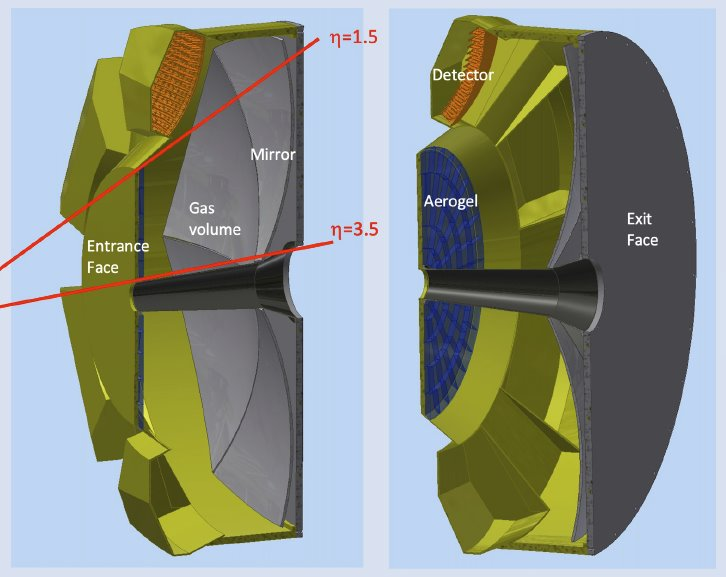 η=1.5
Mirror
Gas
volume
η=3.5
Entrance
Face
Detector
Aerogel
Exit
Face